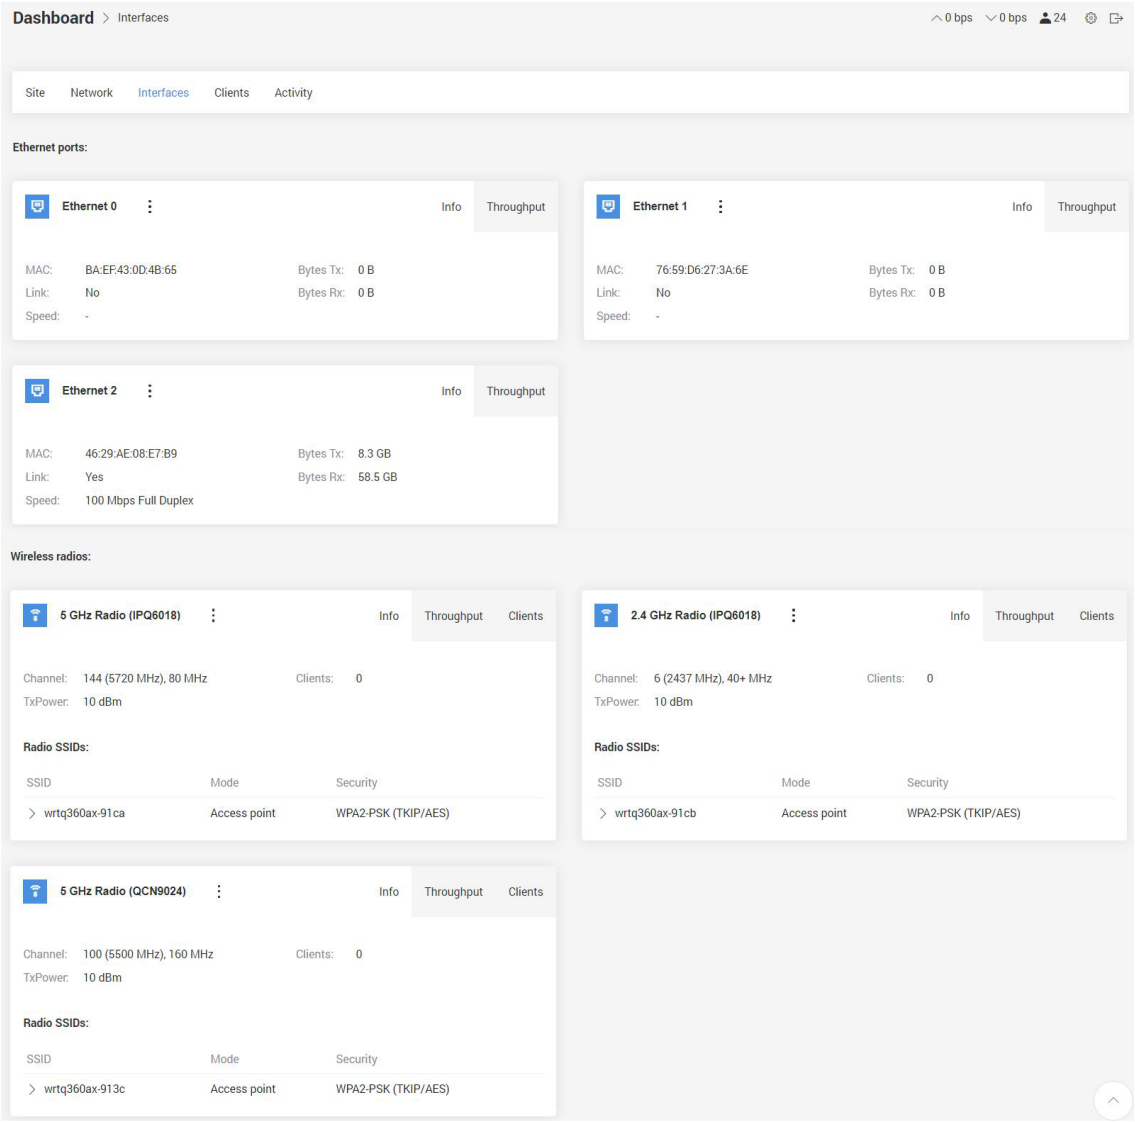 Dashboard > Interfaces 0 bps 0 bps 24
Site Network Interfaces Clients Activity
Ethernet ports:
Ethernet 0 Info Throughput
MAC: BA:EF:43:0D:4B:65 Bytes Tx: 0 B
Link: No Bytes Rx: 0 B
Speed: -
Ethernet 1 Info Throughput
MAC: 76:59:D6:27:3A:6E Bytes Tx: 0 B
Link: No Bytes Rx: 0 B
Speed: -
Ethernet 2 Info Throughput
MAC: 46:29:AE:08:E7:B9 Bytes Tx: 8.3 GB
Link: Yes Bytes Rx: 58.5 GB
Speed: 100 Mbps Full Duplex
Wireless radios:
5 GHz Radio (IPQ6018) Info Throughput Clients
Channel: 144 (5720 MHz), 80 MHz Clients: 0
TxPower: 10 dBm
Radio SSIDs:
SSID Mode Security
wrtq360ax-91ca Access point WPA2-PSK (TKIP/AES)
2.4 GHz Radio (IPQ6018) Info Throughput Clients
Channel: 6 (2437 MHz), 40+ MHz Clients: 0
TxPower: 10 dBm
Radio SSIDs:
SSID Mode Security
wrtq360ax-91cb Access point WPA2-PSK (TKIP/AES)
5 GHz Radio (QCN9024) Info Throughput Clients
Channel: 100 (5500 MHz), 160 MHz Clients: 0
TxPower: 10 dBm
Radio SSIDs:
SSID Mode Security
wrtq360ax-913c Access point WPA2-PSK (TKIP/AES)